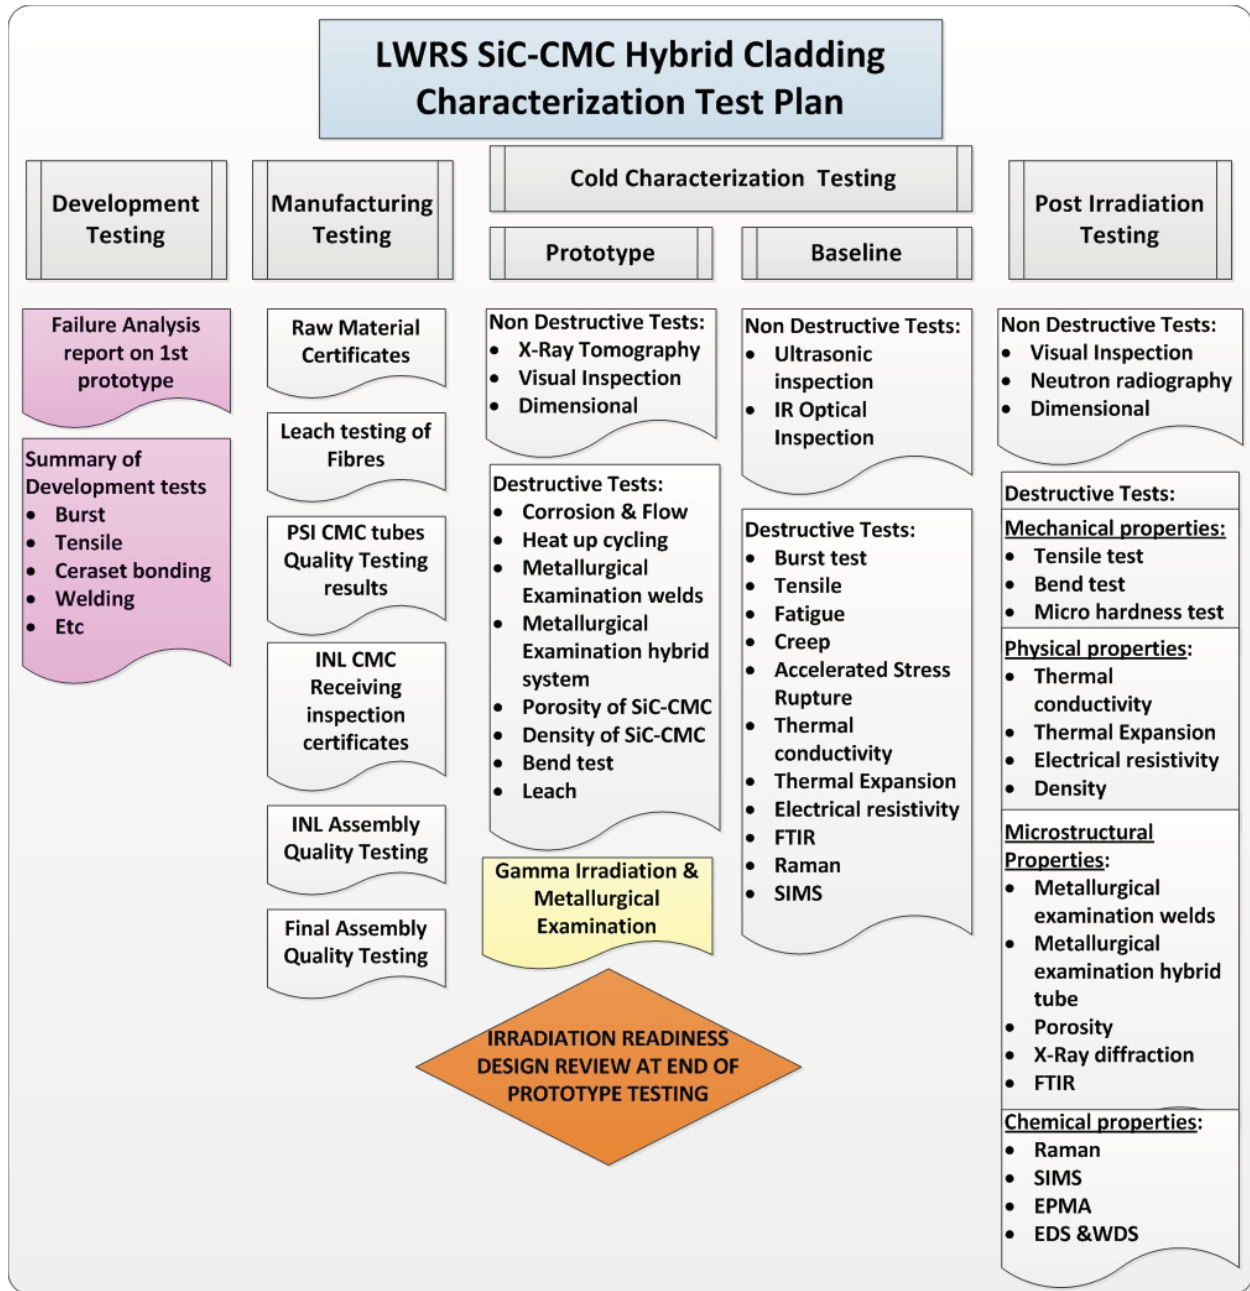 LWRS SiC-CMC Hybrid Cladding
Characterization Test Plan
Development
Testing
Failure Analysis
report on 1st
prototype
Summary of
Development tests
• Burst
• Tensile
• Ceraset bonding
• Welding
• Etc
Manufacturing
Testing
Raw Material
Certificates
Leach testing of
Fibres
PSI CMC tubes
Quality Testing
results
INL CMC
Receiving
inspection
certificates
INL Assembly
Quality Testing
Final Assembly
Quality Testing
Cold Characterization Testing
Prototype
Non Destructive Tests:
• X-Ray Tomography
• Visual Inspection
• Dimensional
Destructive Tests:
• Corrosion & Flow
• Heat up cycling
• Metallurgical
Examination welds
• Metallurgical
Examination hybrid
system
• Porosity of SiC-CMC
• Density of SiC-CMC
• Bend test
• Leach
Gamma Irradiation &
Metallurgical
Examination
IRRADIATION READINESS
DESIGN REVIEW AT END OF
PROTOTYPE TESTING
Baseline
Non Destructive Tests:
• Ultrasonic
inspection
• IR Optical
Inspection
Destructive Tests:
• Burst test
• Tensile
• Fatigue
• Creep
• Accelerated Stress
Rupture
• Thermal
conductivity
• Thermal Expansion
• Electrical resistivity
• FTIR
• Raman
• SIMS
Post Irradiation
Testing
Non Destructive Tests:
• Visual Inspection
• Neutron radiography
• Dimensional
Destructive Tests:
Mechanical properties:
• Tensile test
• Bend test
• Micro hardness test
Physical properties:
• Thermal
conductivity
• Thermal Expansion
• Electrical resistivity
• Density
Microstructural
Properties:
• Metallurgical
examination welds
• Metallurgical
examination hybrid
tube
• Porosity
• X-Ray diffraction
• FTIR
Chemical properties:
• Raman
• SIMS
• EPMA
• EDS &WDS